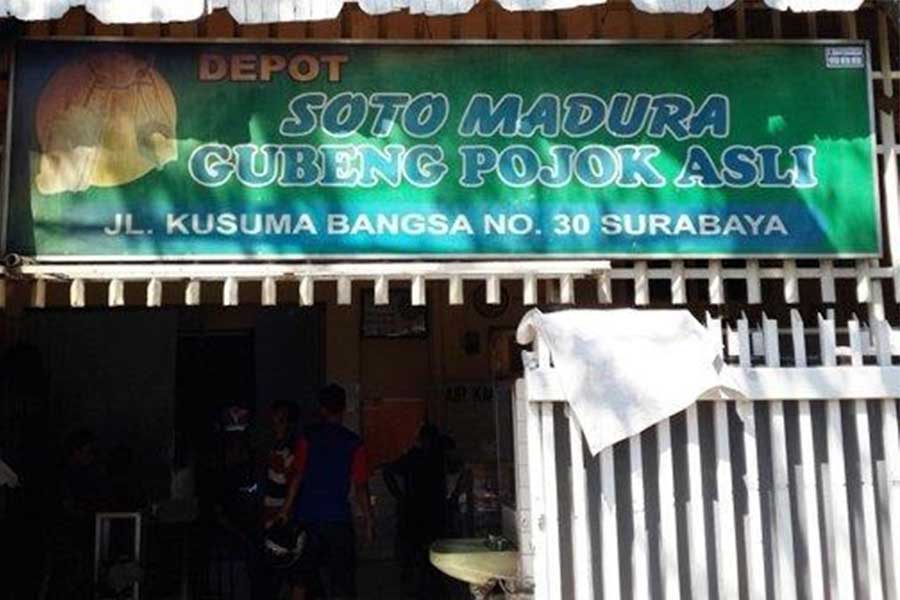 DEPOT
SOTO MADURA
GUBENG POJOK ASLI
JL. KUSUMA BANGSA NO. 30 SURABAYA